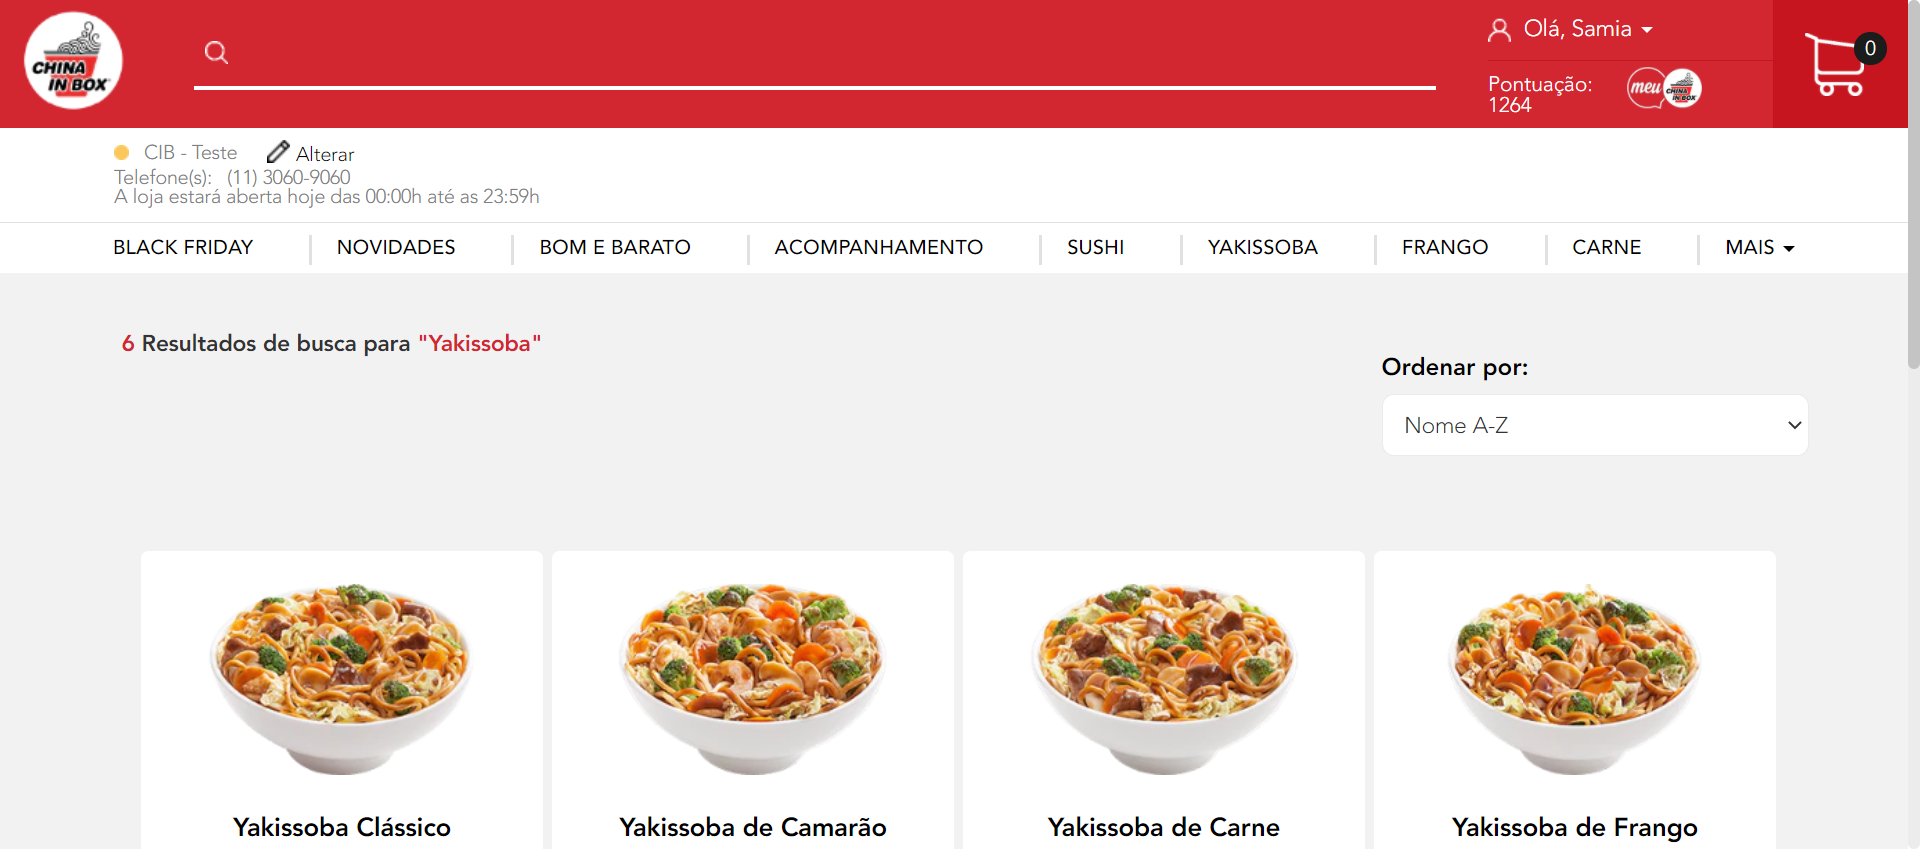 CHINA
IN BOX
Olá, Samia
Pontuação:
1264
meu
CHINA
IN BOX
0
CIB - Teste
Alterar
Telefone(s): (11) 3060-9060
A loja estará aberta hoje das 00:00h até as 23:59h
BLACK FRIDAY
NOVIDADES
BOM E BARATO
ACOMPANHAMENTO
SUSHI
YAKISSOBA
FRANGO
CARNE
MAIS
6 Resultados de busca para "Yakissoba"
Ordenar por:
Nome A-Z
Yakissoba Clássico
Yakissoba de Camarão
Yakissoba de Carne
Yakissoba de Frango